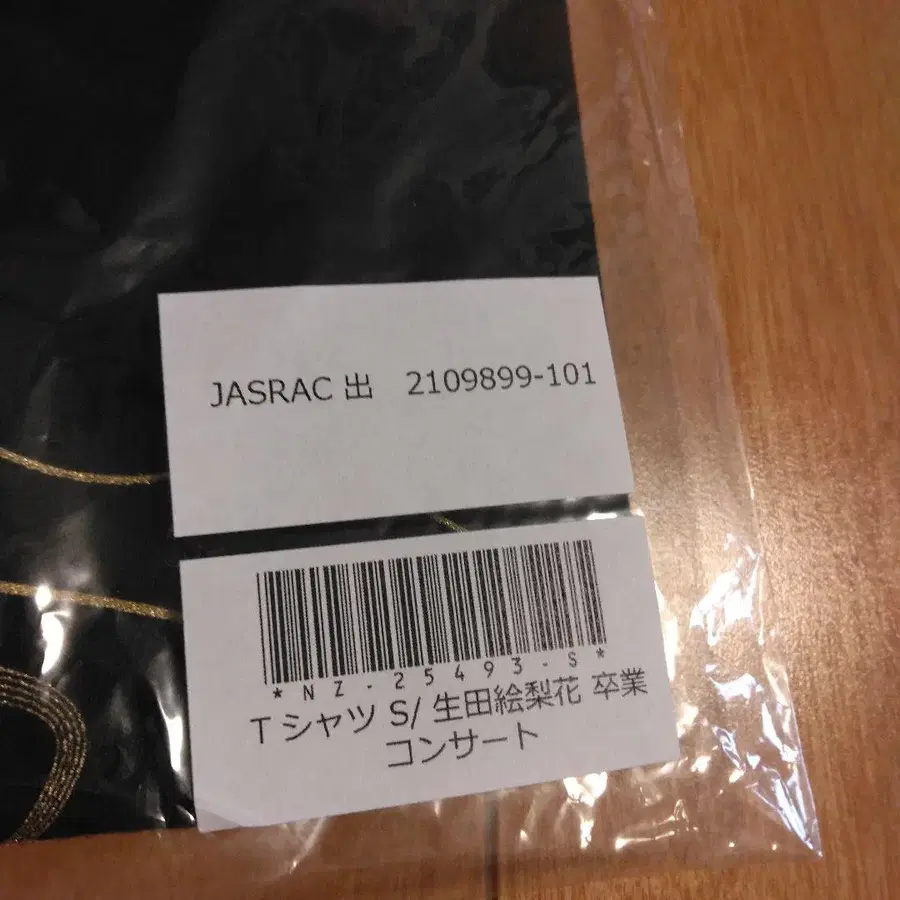 JASRAC 出　2109899-101
*NZ-25493-S*
Tシャツ S/ 生田絵梨花 卒業
コンサート